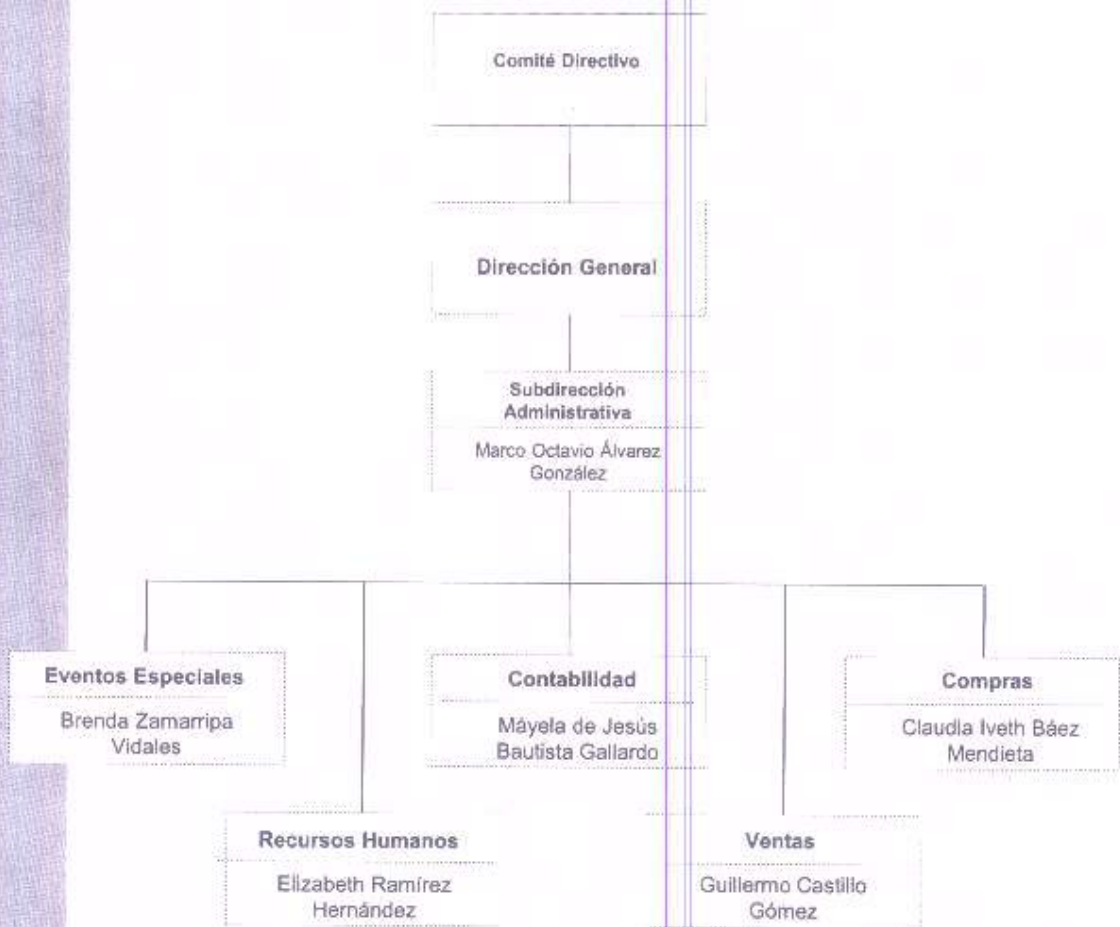 Comité Directivo
Dirección General
Subdirección
Administrativa
Marco Octavio Álvarez
González
Eventos Especiales
Brenda Zamarripa
Vidales
Contabilidad
Máyela de Jesús
Bautista Gallardo
Compras
Claudia Iveth Báez
Mendieta
Recursos Humanos
Elizabeth Ramírez
Hernández
Ventas
Guillermo Castillo
Gómez